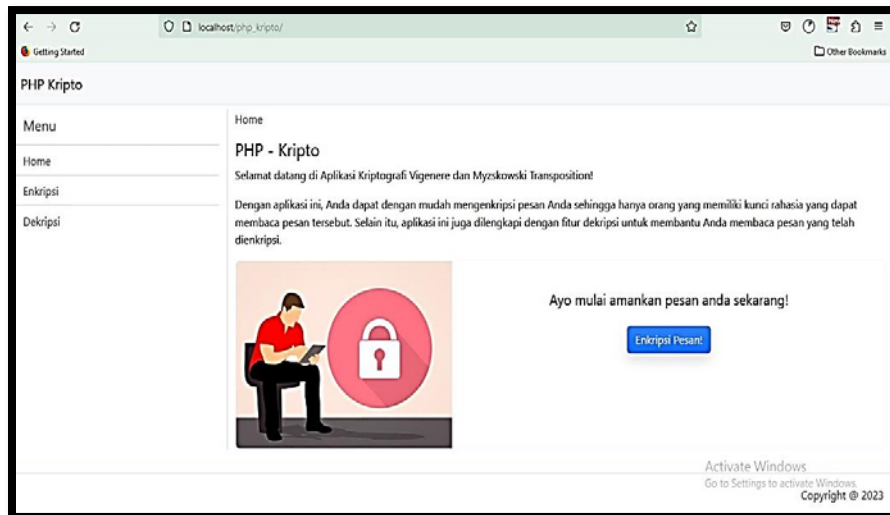 localhost/php_kripto/
Getting Started
Other Bookmarks
PHP Kripto
Menu
Home
Enkripsi
Dekripsi
Home
PHP - Kripto
Selamat datang di Aplikasi Kriptografi Vigenere dan Myzskowski Transposition!
Dengan aplikasi ini, Anda dapat dengan mudah mengenkripsi pesan Anda sehingga hanya orang yang memiliki kunci rahasia yang dapat
membaca pesan tersebut. Selain itu, aplikasi ini juga dilengkapi dengan fitur dekripsi untuk membantu Anda membaca pesan yang telah
dienkripsi.
Ayo mulai amankan pesan anda sekarang!
Enkripsi Pesan!
Activate Windows
Go to Settings to activate Windows.
Copyright @ 2023